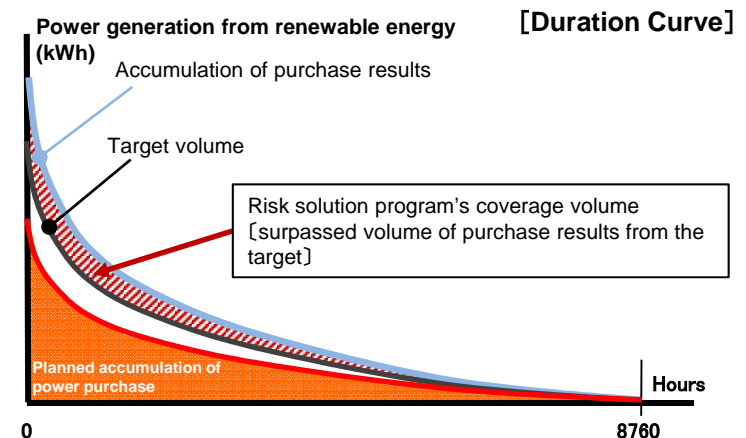 Power generation from renewable energy
(kWh)
［Duration Curve］
Accumulation of purchase results
Target volume
Risk solution program’s coverage volume
〔surpassed volume of purchase results from the
target〕
Planned accumulation of
power purchase
Hours
0
8760